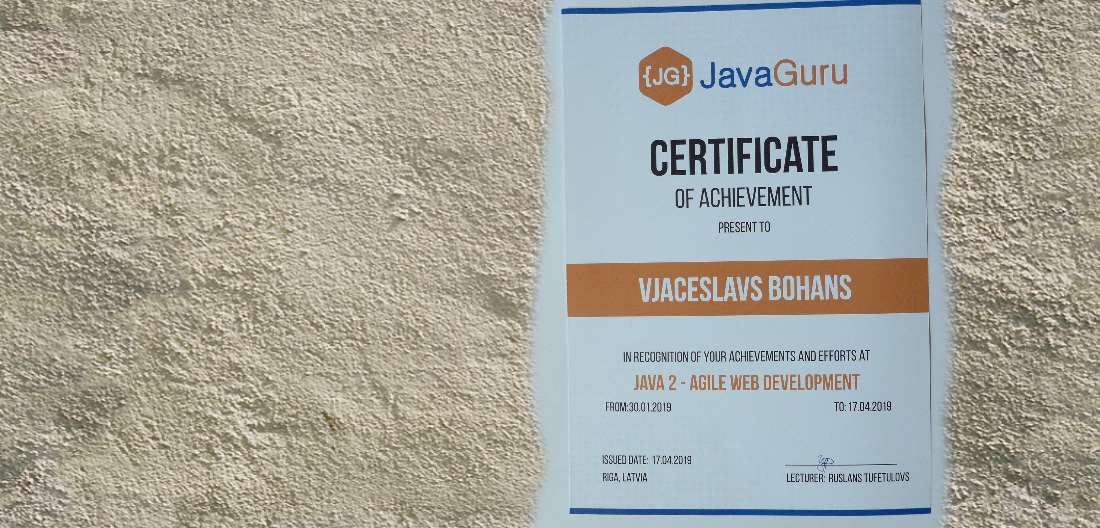 {JG} JavaGuru
CERTIFICATE
OF ACHIEVEMENT
PRESENT TO
VJACESLAVS BOHANS
IN RECOGNITION OF YOUR ACHIEVEMENTS AND EFFORTS AT
JAVA 2 - AGILE WEB DEVELOPMENT
FROM:30.01.2019 TO: 17.04.2019
ISSUED DATE: 17.04.2019
RIGA, LATVIA LECTURER: RUSLANS TUFETULOVS